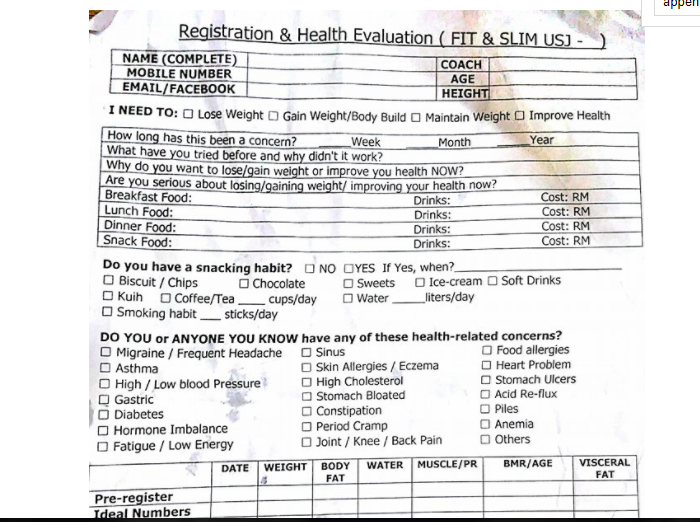 appen
Registration & Health Evaluation ( FIT & SLIM USJ - )
NAME (COMPLETE) COACH
MOBILE NUMBER AGE
EMAIL/FACEBOOK HEIGHT
I NEED TO: ☐ Lose Weight ☐ Gain Weight/Body Build ☐ Maintain Weight ☐ Improve Health
How long has this been a concern? ____Week ____Month ____Year
What have you tried before and why didn't it work?
Why do you want to lose/gain weight or improve you health NOW?
Are you serious about losing/gaining weight/ improving your health now?
Breakfast Food: Drinks: Cost: RM
Lunch Food: Drinks: Cost: RM
Dinner Food: Drinks: Cost: RM
Snack Food: Drinks: Cost: RM
Do you have a snacking habit? ☐ NO ☐YES If Yes, when?____
☐ Biscuit / Chips ☐ Chocolate ☐ Sweets ☐ Ice-cream ☐ Soft Drinks
☐ Kuih ☐ Coffee/Tea ____ cups/day ☐ Water ____liters/day
☐ Smoking habit ___ sticks/day
DO YOU or ANYONE YOU KNOW have any of these health-related concerns?
☐ Migraine / Frequent Headache ☐ Sinus ☐ Food allergies
☐ Asthma ☐ Skin Allergies / Eczema ☐ Heart Problem
☐ High / Low blood Pressure ☐ High Cholesterol ☐ Stomach Ulcers
☐ Gastric ☐ Stomach Bloated ☐ Acid Re-flux
☐ Diabetes ☐ Constipation ☐ Piles
☐ Hormone Imbalance ☐ Period Cramp ☐ Anemia
☐ Fatigue / Low Energy ☐ Joint / Knee / Back Pain ☐ Others
DATE WEIGHT BODY FAT WATER MUSCLE/PR BMR/AGE VISCERAL FAT
Pre-register
Ideal Numbers